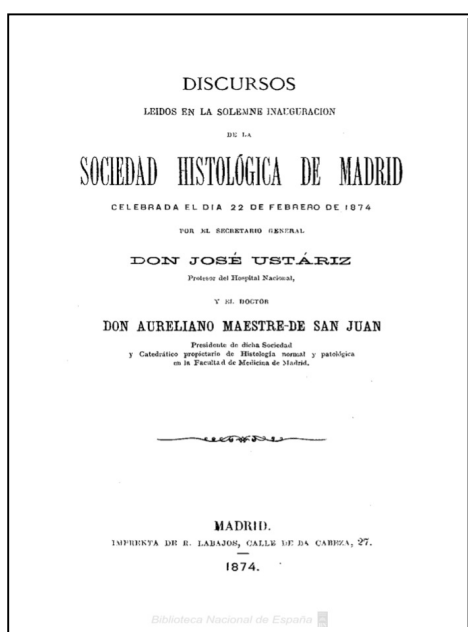 DISCURSOS
LEIDOS EN LA SOLEMNE INAUGURACION
DE LA
SOCIEDAD HISTOLÓGICA DE MADRID
CELEBRADA EL DIA 22 DE FEBRERO DE 1874
POR EL SECRETARIO GENERAL
DON JOSÉ USTÁRIZ
Profesor del Hospital Nacional,
Y EL DOCTOR
DON AURELIANO MAESTRE-DE SAN JUAN
Presidente de dicha Sociedad
y Catedrático propietario de Histología normal y patológica
en la Facultad de Medicina de Madrid.
MADRID.
IMPRENTA DE R. LABAJOS, CALLE DE LA CABEZA, 27.
1874.
Biblioteca Nacional de España